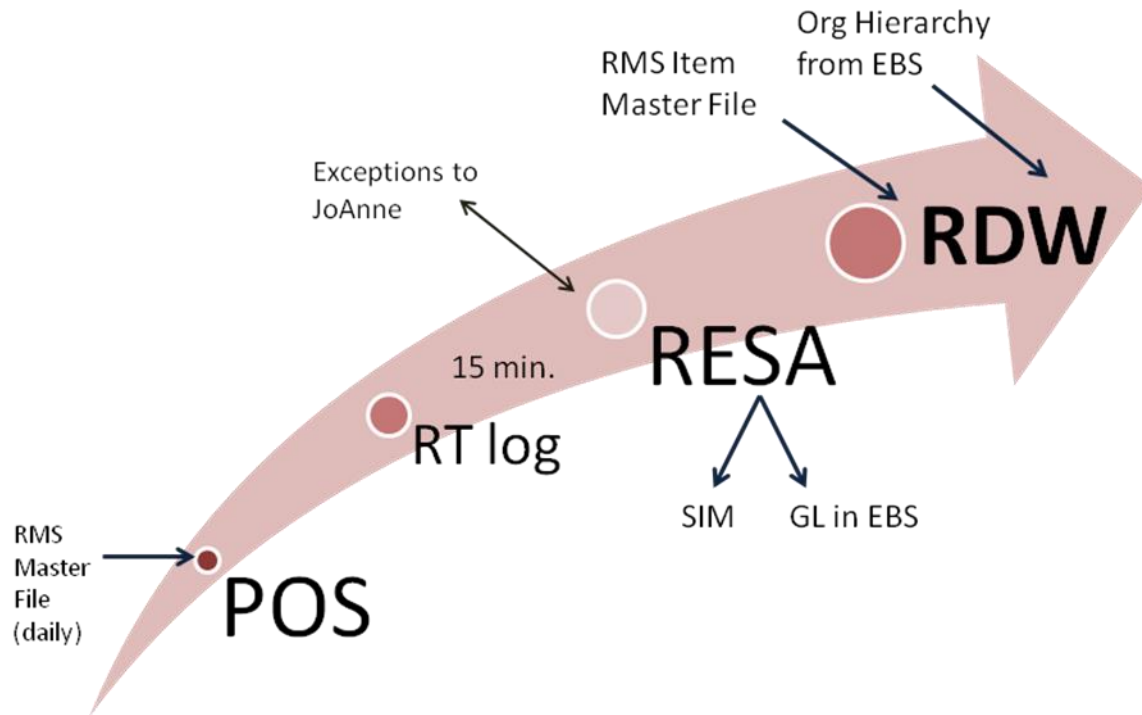 Org Hierarchy
from EBS
RMS Item
Master File
Exceptions to
JoAnne
RDW
RESA
15 min.
RT log
SIM
GL in EBS
RMS
Master
File
(daily)
POS